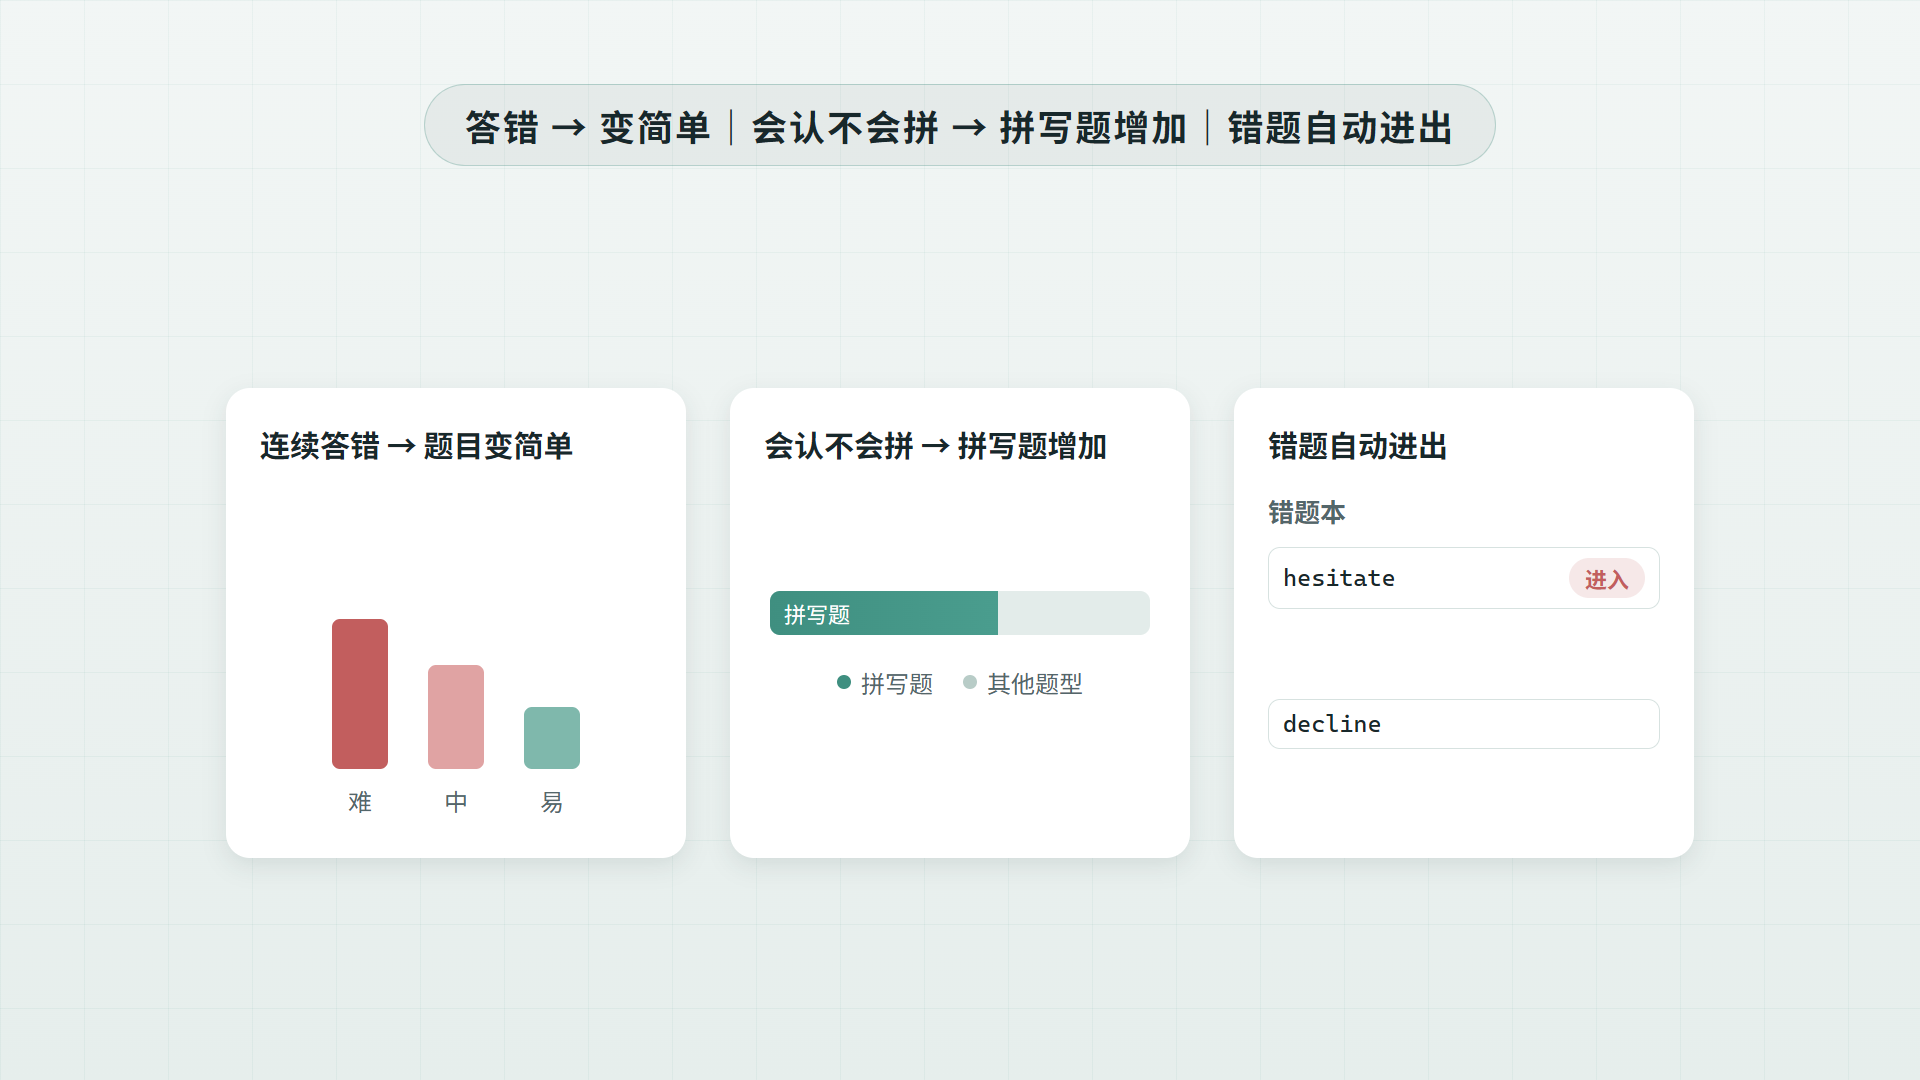 答错 → 变简单｜会认不会拼 → 拼写题增加｜错题自动进出
连续答错 → 题目变简单
难
中
易
会认不会拼 → 拼写题增加
拼写题
拼写题
其他题型
错题自动进出
错题本
hesitate
进入
decline